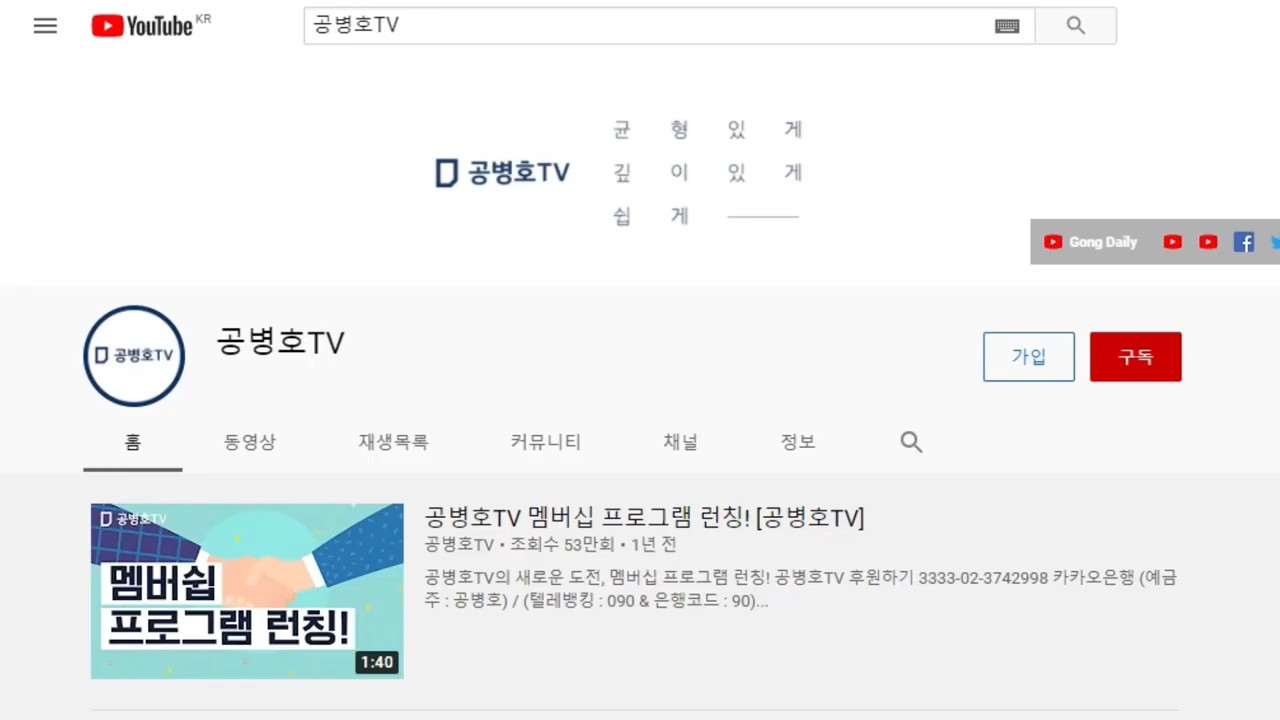 YouTube KR
공병호TV
균 형 있 게
공병호TV
깊 이 있 게
쉽 게
Gong Daily
공병호TV
공병호TV
가입
구독
홈
동영상
재생목록
커뮤니티
채널
정보
공병호TV
멤버쉽
프로그램 런칭!
1:40
공병호TV 멤버십 프로그램 런칭! [공병호TV]
공병호TV • 조회수 53만회 • 1년 전
공병호TV의 새로운 도전, 멤버십 프로그램 런칭! 공병호TV 후원하기 3333-02-3742998 카카오은행 (예금
주 : 공병호) / (텔레뱅킹 : 090 & 은행코드 : 90)...